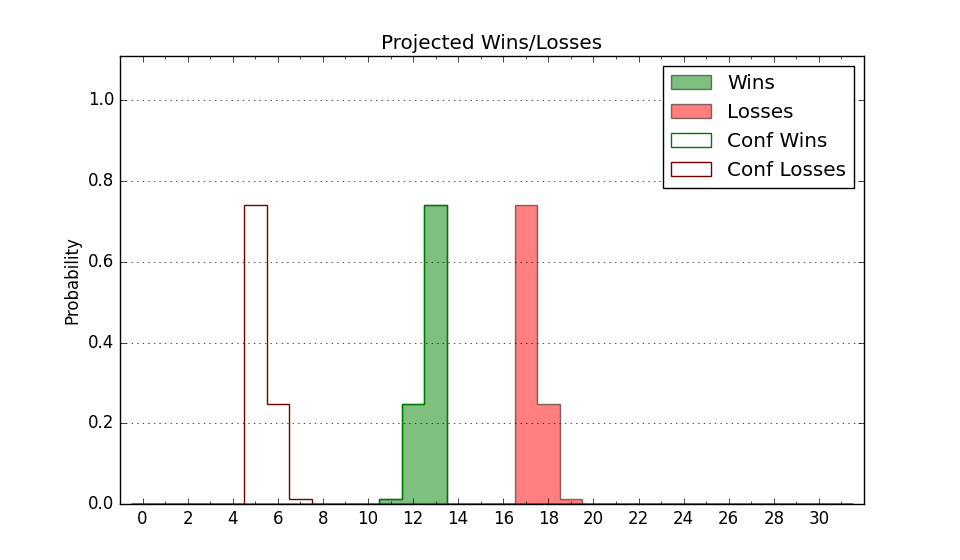 Projected Wins/Losses
Wins
Losses
Conf Wins
Conf Losses
Probability
1.0
0.8
0.6
0.4
0.2
0.0
0 2 4 6 8 10 12 14 16 18 20 22 24 26 28 30